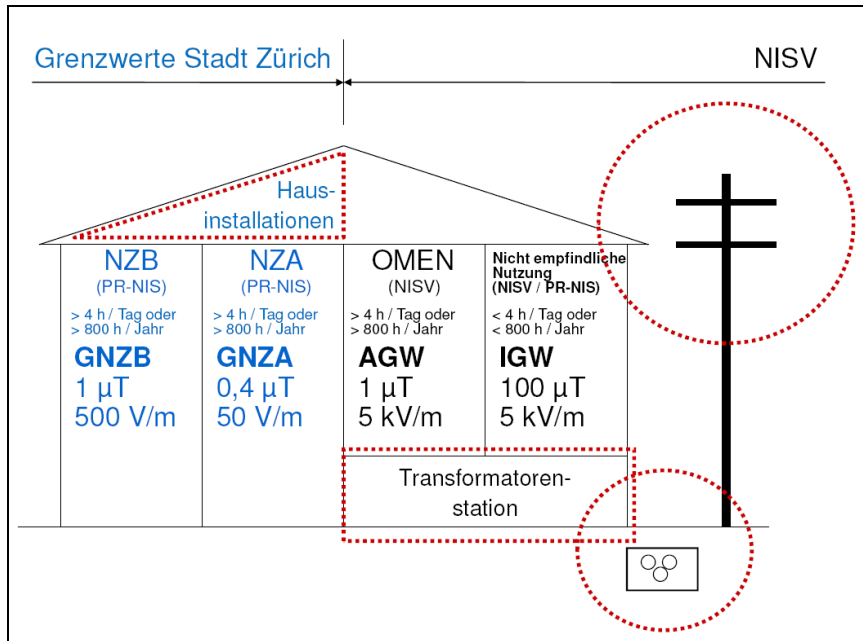 Grenzwerte Stadt Zürich
NISV
Haus-
installationen
NZB
(PR-NIS)
> 4 h / Tag oder
> 800 h / Jahr
GNZB
1 µT
500 V/m
NZA
(PR-NIS)
> 4 h / Tag oder
> 800 h / Jahr
GNZA
0,4 µT
50 V/m
OMEN
(NISV)
> 4 h / Tag oder
> 800 h / Jahr
AGW
1 µT
5 kV/m
Nicht empfindliche
Nutzung
(NISV / PR-NIS)
< 4 h / Tag oder
< 800 h / Jahr
IGW
100 µT
5 kV/m
Transformatoren-
station